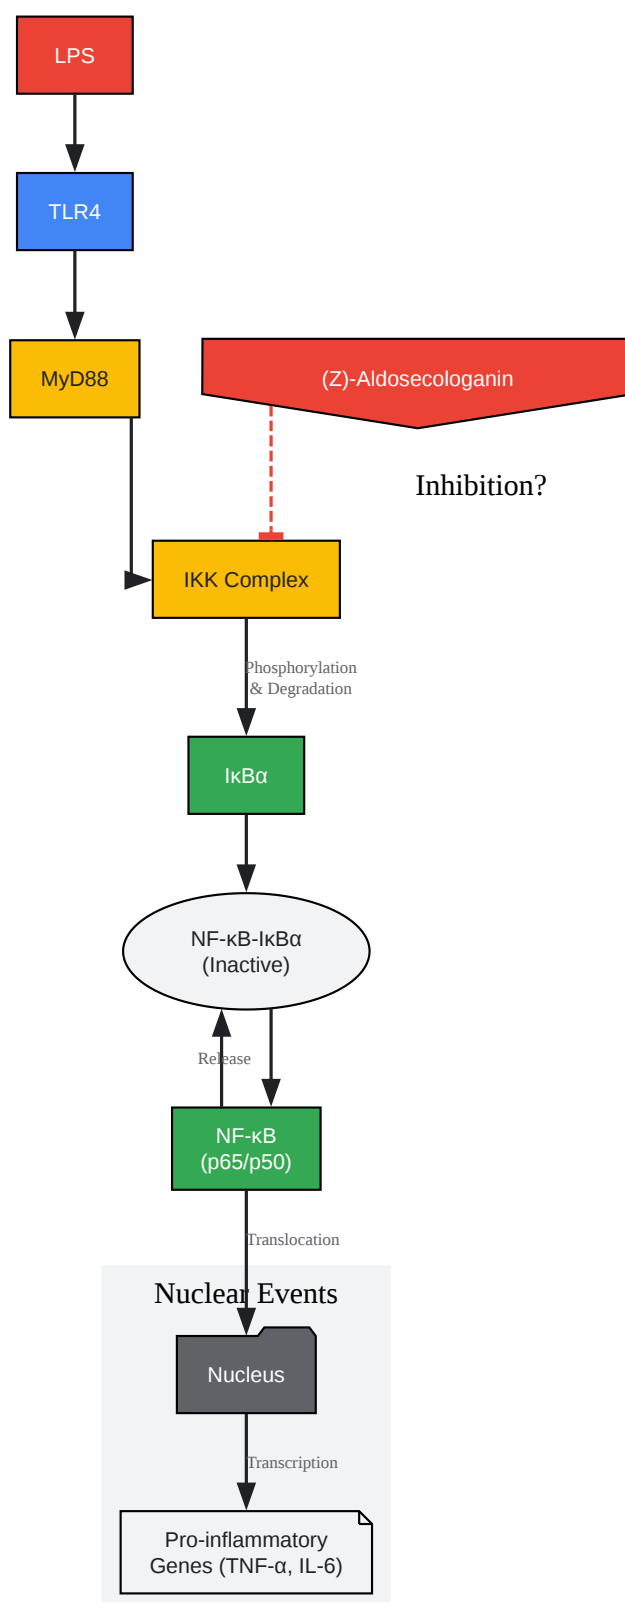 LPS
TLR4
MyD88
(Z)-Aldosecologanin
Inhibition?
IKK Complex
Phosphorylation
& Degradation
IκBα
NF-κB-IκBα
(Inactive)
Release
NF-κB
(p65/p50)
Translocation
Nuclear Events
Nucleus
Transcription
Pro-inflammatory
Genes (TNF-α, IL-6)